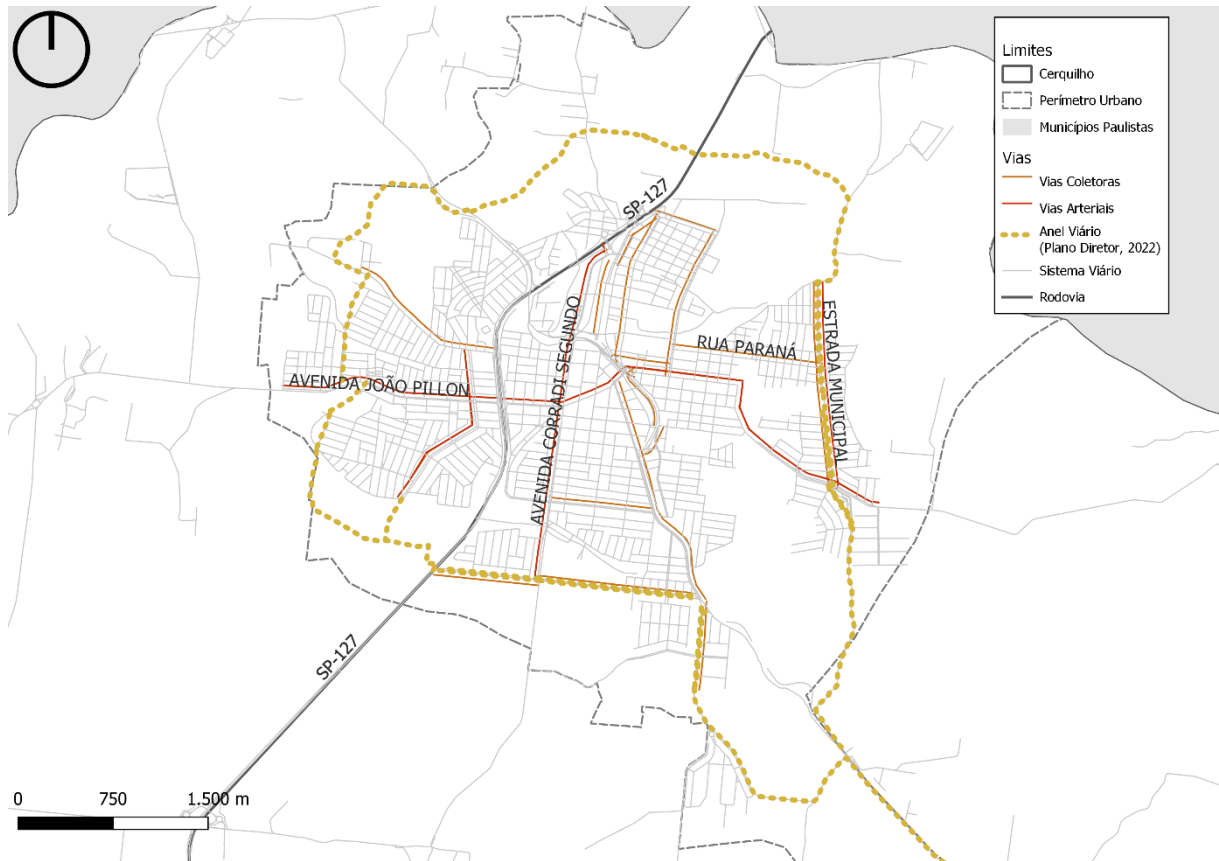 Limites
Cerquilho
Perímetro Urbano
Municípios Paulistas
Vias
Vias Coletoras
Vias Arteriais
Anel Viário
(Plano Diretor, 2022)
Sistema Viário
Rodovia
SP-127
AVENIDA CORRADI SEGUNDO
RUA PARANÁ
ESTRADA MUNICIPAL
AVENIDA JOÃO PILLON
SP-127
0 750 1.500 m